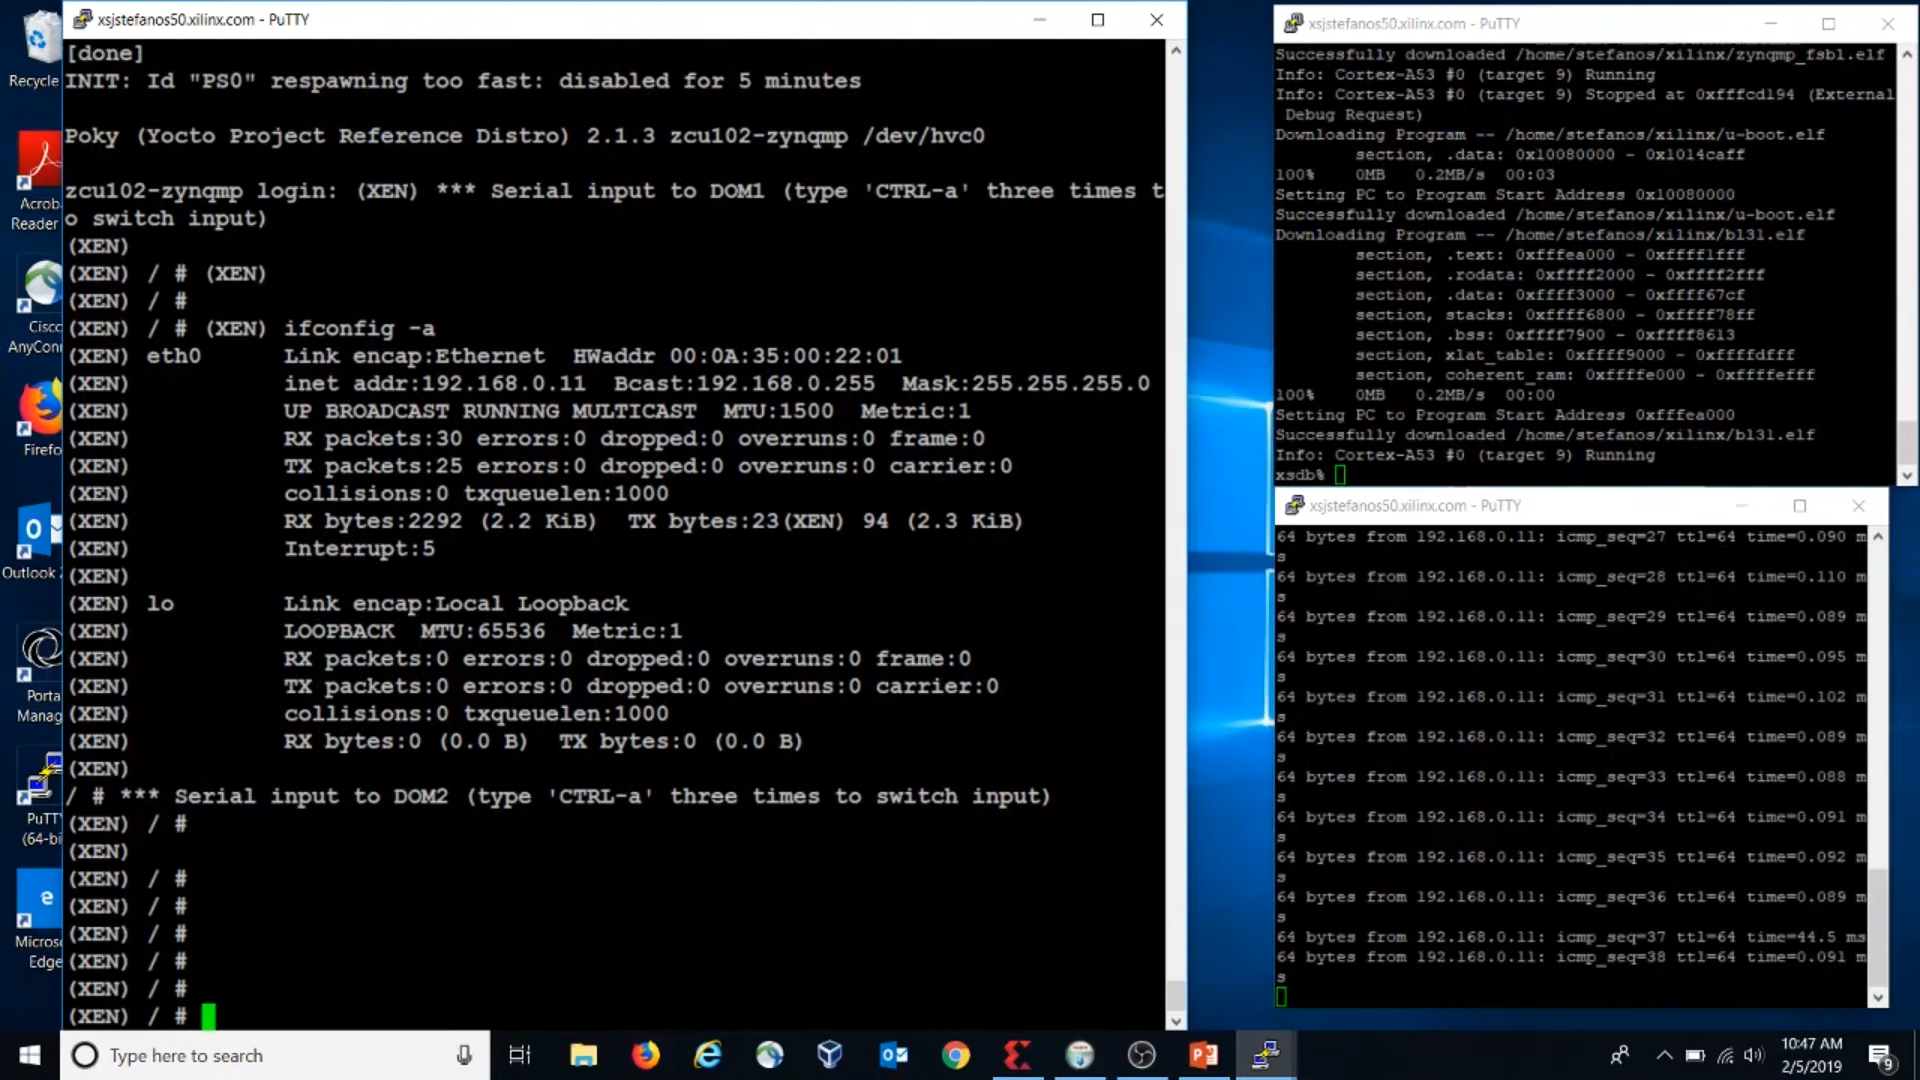 xsjstefanos50.xilinx.com - PuTTY
[done]
INIT: Id "PS0" respawning too fast: disabled for 5 minutes
Poky (Yocto Project Reference Distro) 2.1.3 zcu102-zynqmp /dev/hvc0
zcu102-zynqmp login: (XEN) *** Serial input to DOM1 (type 'CTRL-a' three times t
o switch input)
(XEN)
(XEN) / # (XEN)
(XEN) / #
(XEN) / # (XEN) ifconfig -a
(XEN) eth0      Link encap:Ethernet  HWaddr 00:0A:35:00:22:01
(XEN)           inet addr:192.168.0.11  Bcast:192.168.0.255  Mask:255.255.255.0
(XEN)           UP BROADCAST RUNNING MULTICAST  MTU:1500  Metric:1
(XEN)           RX packets:30 errors:0 dropped:0 overruns:0 frame:0
(XEN)           TX packets:25 errors:0 dropped:0 overruns:0 carrier:0
(XEN)           collisions:0 txqueuelen:1000
(XEN)           RX bytes:2292 (2.2 KiB)  TX bytes:23(XEN) 94 (2.3 KiB)
(XEN)           Interrupt:5
(XEN)
(XEN) lo        Link encap:Local Loopback
(XEN)           LOOPBACK  MTU:65536  Metric:1
(XEN)           RX packets:0 errors:0 dropped:0 overruns:0 frame:0
(XEN)           TX packets:0 errors:0 dropped:0 overruns:0 carrier:0
(XEN)           collisions:0 txqueuelen:1000
(XEN)           RX bytes:0 (0.0 B)  TX bytes:0 (0.0 B)
(XEN)
/ # *** Serial input to DOM2 (type 'CTRL-a' three times to switch input)
(XEN) / #
(XEN)
(XEN) / #
(XEN) / #
(XEN) / #
(XEN) / #
(XEN) / #
(XEN) / #
xsjstefanos50.xilinx.com - PuTTY
Successfully downloaded /home/stefanos/xilinx/zynqmp_fsbl.elf
Info: Cortex-A53 #0 (target 9) Running
Info: Cortex-A53 #0 (target 9) Stopped at 0xfffcd194 (External
Debug Request)
Downloading Program -- /home/stefanos/xilinx/u-boot.elf
section, .data: 0x10080000 - 0x1014caff
100%    0MB   0.2MB/s  00:03
Setting PC to Program Start Address 0x10080000
Successfully downloaded /home/stefanos/xilinx/u-boot.elf
Downloading Program -- /home/stefanos/xilinx/bl31.elf
section, .text: 0xfffea000 - 0xffff1fff
section, .rodata: 0xffff2000 - 0xffff2fff
section, .data: 0xffff3000 - 0xffff67cf
section, stacks: 0xffff6800 - 0xffff78ff
section, .bss: 0xffff7900 - 0xffff8613
section, xlat_table: 0xffff9000 - 0xffffdfff
section, coherent_ram: 0xffffe000 - 0xffffefff
100%    0MB   0.2MB/s  00:00
Setting PC to Program Start Address 0xfffea000
Successfully downloaded /home/stefanos/xilinx/bl31.elf
Info: Cortex-A53 #0 (target 9) Running
xsdb%
xsjstefanos50.xilinx.com - PuTTY
64 bytes from 192.168.0.11: icmp_seq=27 ttl=64 time=0.090 m
s
64 bytes from 192.168.0.11: icmp_seq=28 ttl=64 time=0.110 m
s
64 bytes from 192.168.0.11: icmp_seq=29 ttl=64 time=0.089 m
s
64 bytes from 192.168.0.11: icmp_seq=30 ttl=64 time=0.095 m
s
64 bytes from 192.168.0.11: icmp_seq=31 ttl=64 time=0.102 m
s
64 bytes from 192.168.0.11: icmp_seq=32 ttl=64 time=0.089 m
s
64 bytes from 192.168.0.11: icmp_seq=33 ttl=64 time=0.088 m
s
64 bytes from 192.168.0.11: icmp_seq=34 ttl=64 time=0.091 m
s
64 bytes from 192.168.0.11: icmp_seq=35 ttl=64 time=0.092 m
s
64 bytes from 192.168.0.11: icmp_seq=36 ttl=64 time=0.089 m
s
64 bytes from 192.168.0.11: icmp_seq=37 ttl=64 time=44.5 ms
64 bytes from 192.168.0.11: icmp_seq=38 ttl=64 time=0.091 m
s
Recycle
Acrob
Reader
Cisco
AnyConn
Firefo
Outlook 2
Porta
Manag
PuTT
(64-bi
Micros
Edge
Type here to search
10:47 AM
2/5/2019
9